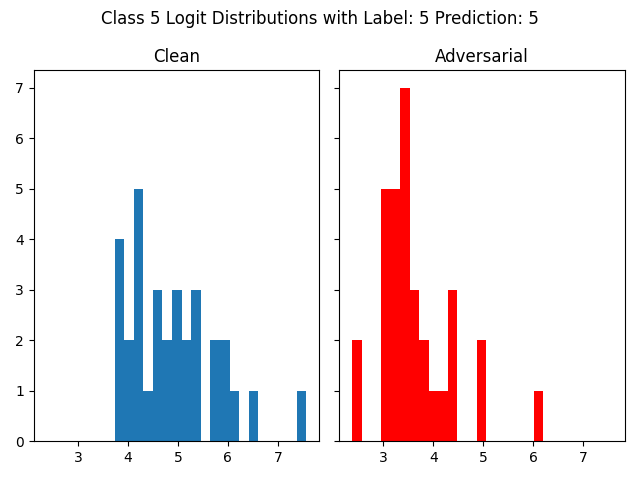 Class 5 Logit Distributions with Label: 5 Prediction: 5
Clean
Adversarial
7
6
5
4
3
2
1
0
3 4 5 6 7
3 4 5 6 7